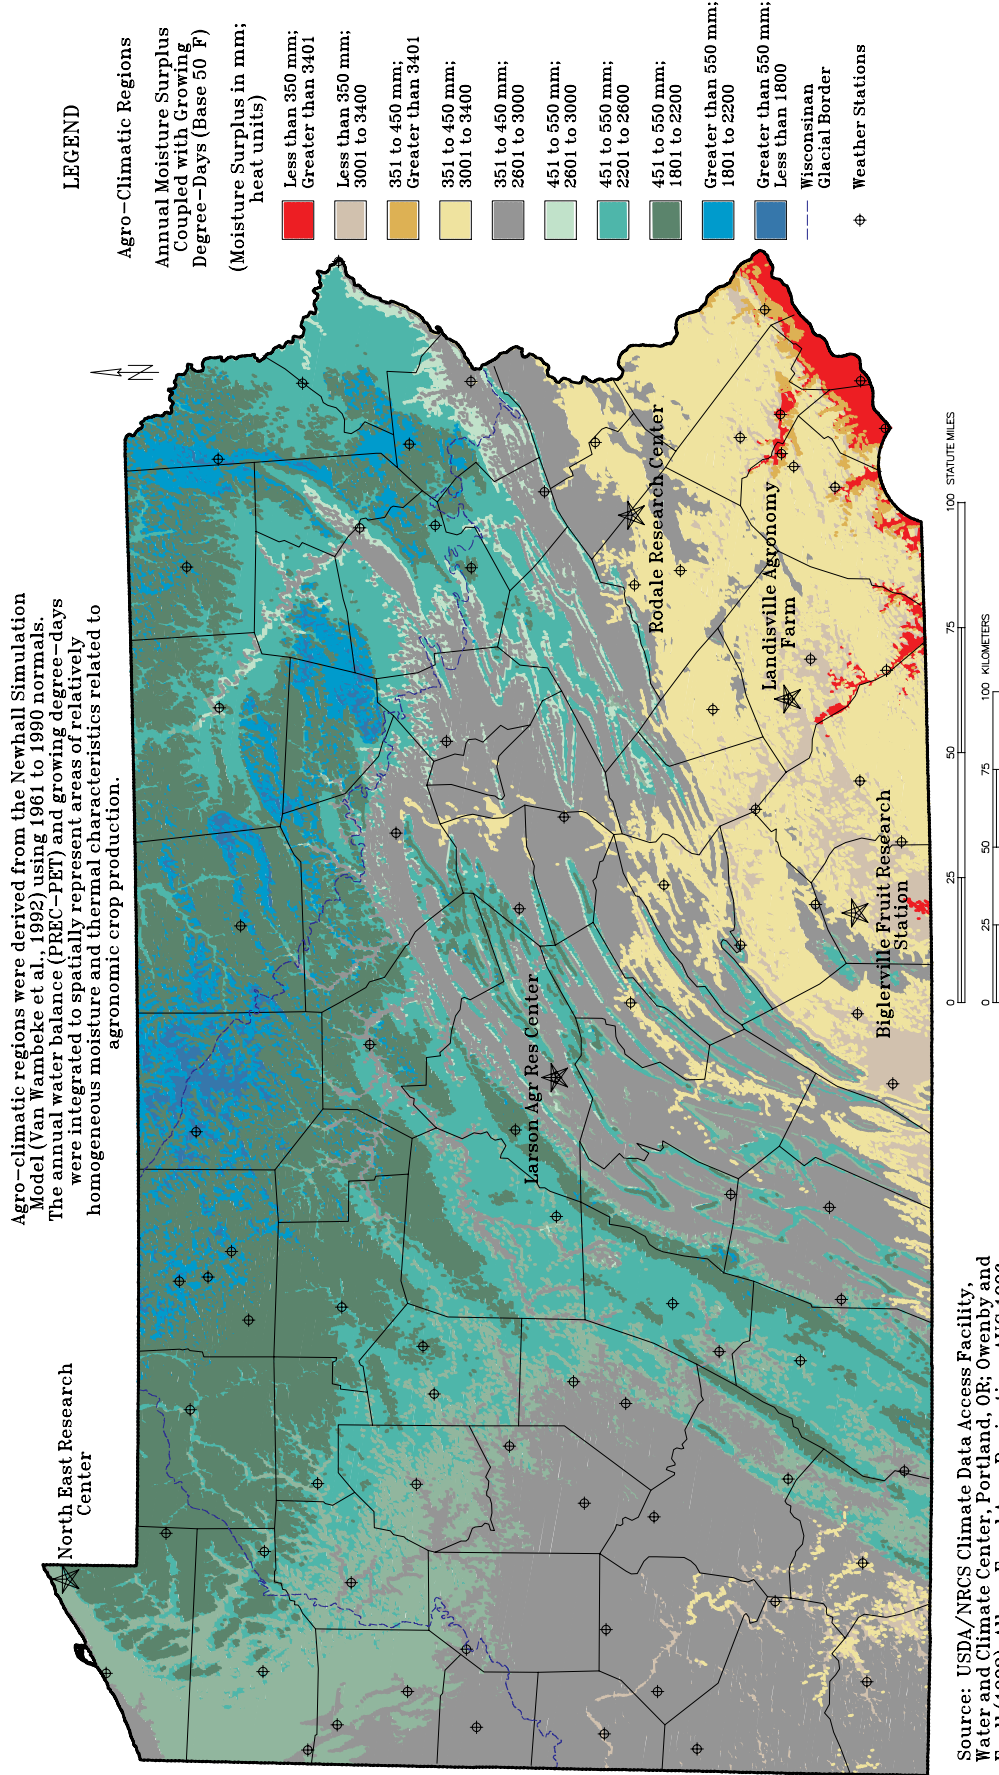 Agro-climatic regions were derived from the Newhall Simulation
Model (Van Wambeke et al., 1992) using 1961 to 1990 normals.
The annual water balance (PREC-PET) and growing degree-days
were integrated to spatially represent areas of relatively
homogeneous moisture and thermal characteristics related to
agronomic crop production.
LEGEND
Agro-Climatic Regions
Annual Moisture Surplus
Coupled with Growing
Degree-Days (Base 50 F)
(Moisture Surplus in mm;
heat units)
Less than 350 mm;
Greater than 3401
Less than 350 mm;
3001 to 3400
351 to 450 mm;
Greater than 3401
351 to 450 mm;
3001 to 3400
351 to 450 mm;
2601 to 3000
451 to 550 mm;
2601 to 3000
451 to 550 mm;
2201 to 2600
451 to 550 mm;
1801 to 2200
Greater than 550 mm;
1801 to 2200
Greater than 550 mm;
Less than 1800
Wisconsinan
Glacial Border
Weather Stations
N
North East Research
Center
Larson Agr Res Center
Rodale Research Center
Landisville Agronomy
Farm
Biglerville Fruit Research
Station
0 25 50 75 100 STATUTE MILES
0 25 50 75 100 KILOMETERS
Source: USDA/NRCS Climate Data Access Facility,
Water and Climate Center, Portland, OR; Owenby and